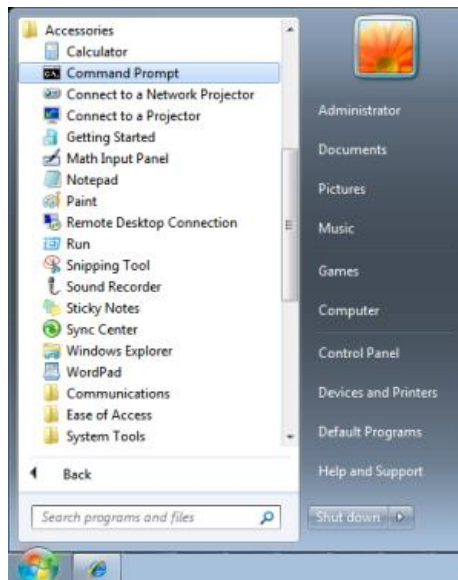 Accessories
Calculator
Command Prompt
Connect to a Network Projector
Connect to a Projector
Getting Started
Math Input Panel
Notepad
Paint
Remote Desktop Connection
Run
Snipping Tool
Sound Recorder
Sticky Notes
Sync Center
Windows Explorer
WordPad
Communications
Ease of Access
System Tools
Back
Search programs and files
Administrator
Documents
Pictures
Music
Games
Computer
Control Panel
Devices and Printers
Default Programs
Help and Support
Shut down